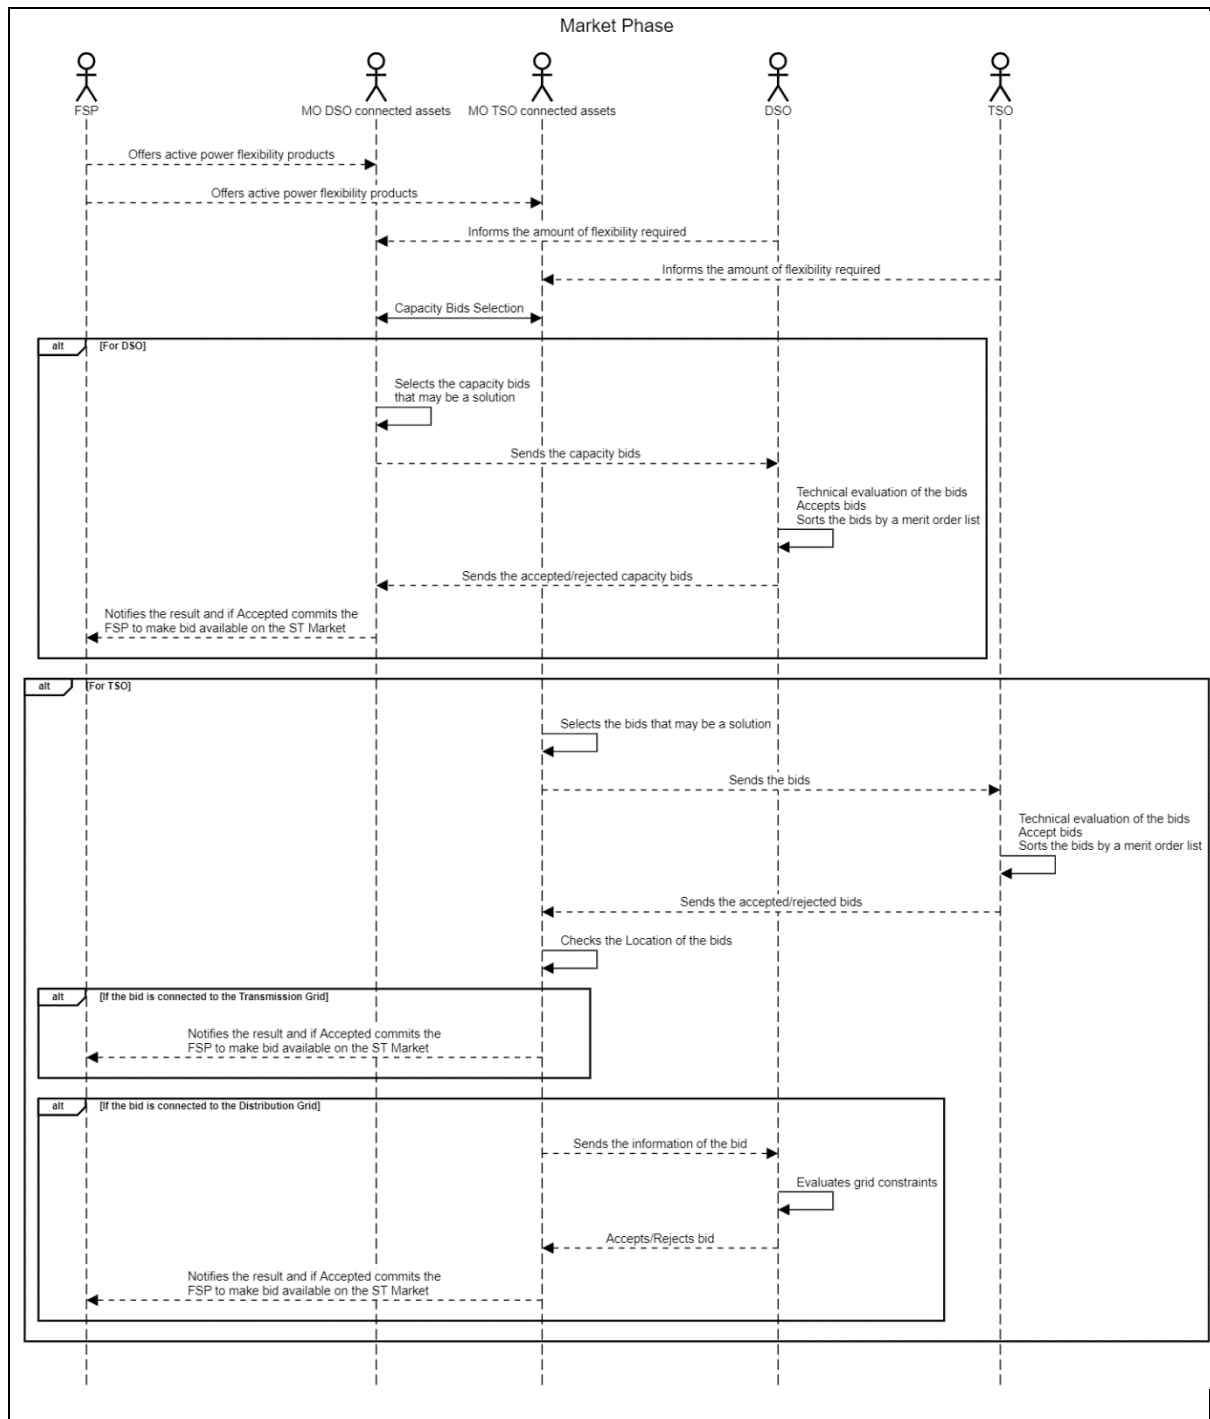 Market Phase
FSP
MO DSO connected assets
MO TSO connected assets
DSO
TSO
Offers active power flexibility products
Offers active power flexibility products
Informs the amount of flexibility required
Informs the amount of flexibility required
Capacity Bids Selection
alt
[For DSO]
Selects the capacity bids
that may be a solution
Sends the capacity bids
Technical evaluation of the bids
Accepts bids
Sorts the bids by a merit order list
Sends the accepted/rejected capacity bids
Notifies the result and if Accepted commits the
FSP to make bid available on the ST Market
alt
[For TSO]
Selects the bids that may be a solution
Sends the bids
Technical evaluation of the bids
Accept bids
Sorts the bids by a merit order list
Sends the accepted/rejected bids
Checks the Location of the bids
alt
[If the bid is connected to the Transmission Grid]
Notifies the result and if Accepted commits the
FSP to make bid available on the ST Market
alt
[If the bid is connected to the Distribution Grid]
Sends the information of the bid
Evaluates grid constraints
Accepts/Rejects bid
Notifies the result and if Accepted commits the
FSP to make bid available on the ST Market